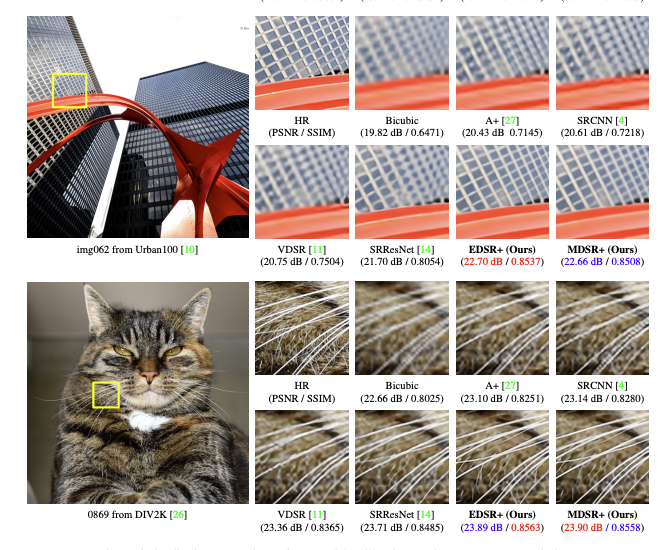 HR
(PSNR / SSIM)
Bicubic
(19.82 dB / 0.6471)
A+ [27]
(20.43 dB 0.7145)
SRCNN [4]
(20.61 dB / 0.7218)
img062 from Urban100 [10]
VDSR [11]
(20.75 dB / 0.7504)
SRResNet [14]
(21.70 dB / 0.8054)
EDSR+ (Ours)
(22.70 dB / 0.8537)
MDSR+ (Ours)
(22.66 dB / 0.8508)
HR
(PSNR / SSIM)
Bicubic
(22.66 dB / 0.8025)
A+ [27]
(23.10 dB / 0.8251)
SRCNN [4]
(23.14 dB / 0.8280)
0869 from DIV2K [26]
VDSR [11]
(23.36 dB / 0.8365)
SRResNet [14]
(23.71 dB / 0.8485)
EDSR+ (Ours)
(23.89 dB / 0.8563)
MDSR+ (Ours)
(23.90 dB / 0.8558)